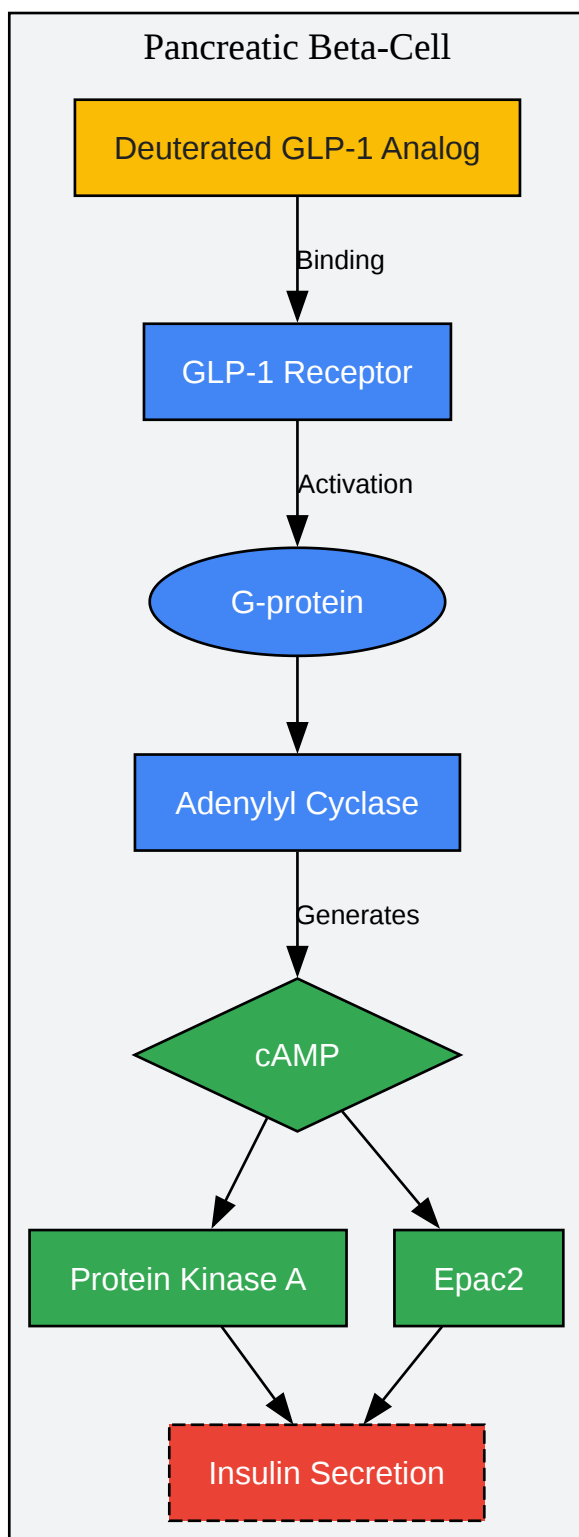 Pancreatic Beta-Cell
Deuterated GLP-1 Analog
Binding
GLP-1 Receptor
Activation
G-protein
Adenylyl Cyclase
Generates
cAMP
Protein Kinase A
Epac2
Insulin Secretion